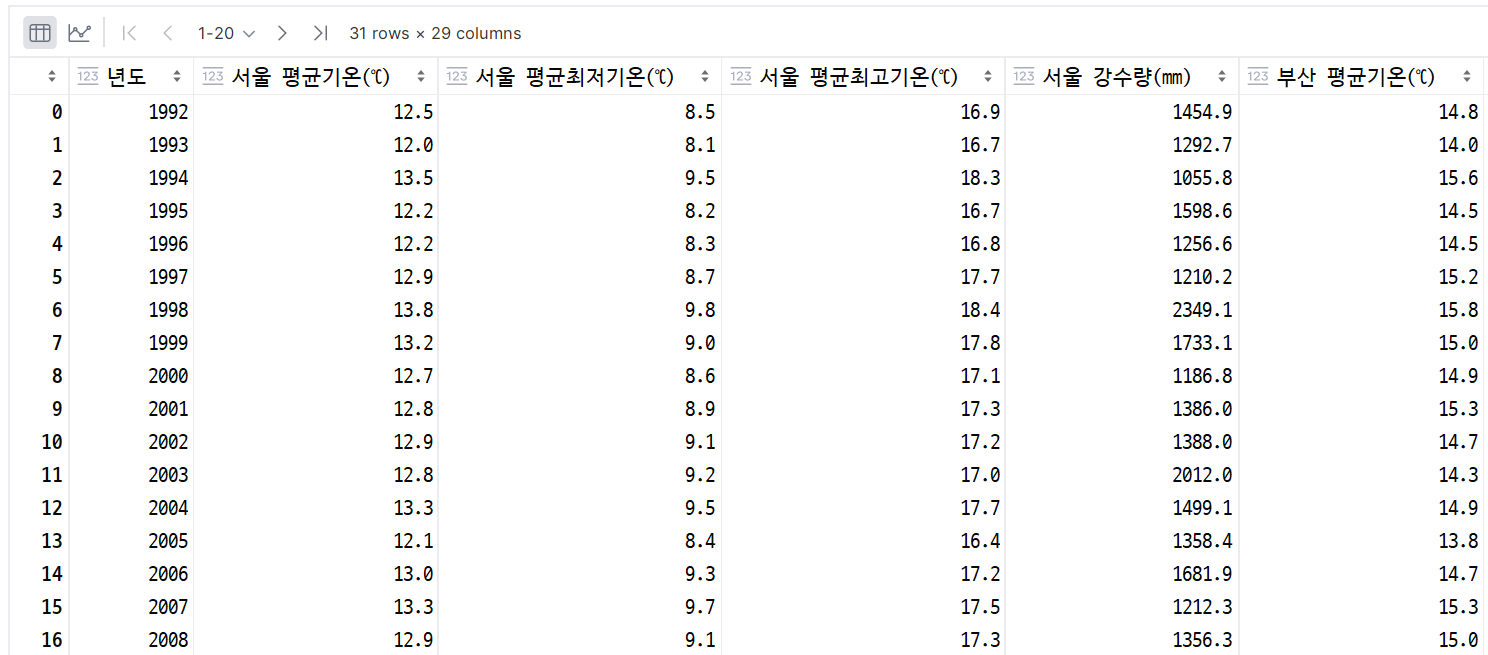 1-20 31 rows × 29 columns
123 년도 123 서울 평균기온(℃) 123 서울 평균최저기온(℃) 123 서울 평균최고기온(℃) 123 서울 강수량(㎜) 123 부산 평균기온(℃)
0 1992 12.5 8.5 16.9 1454.9 14.8
1 1993 12.0 8.1 16.7 1292.7 14.0
2 1994 13.5 9.5 18.3 1055.8 15.6
3 1995 12.2 8.2 16.7 1598.6 14.5
4 1996 12.2 8.3 16.8 1256.6 14.5
5 1997 12.9 8.7 17.7 1210.2 15.2
6 1998 13.8 9.8 18.4 2349.1 15.8
7 1999 13.2 9.0 17.8 1733.1 15.0
8 2000 12.7 8.6 17.1 1186.8 14.9
9 2001 12.8 8.9 17.3 1386.0 15.3
10 2002 12.9 9.1 17.2 1388.0 14.7
11 2003 12.8 9.2 17.0 2012.0 14.3
12 2004 13.3 9.5 17.7 1499.1 14.9
13 2005 12.1 8.4 16.4 1358.4 13.8
14 2006 13.0 9.3 17.2 1681.9 14.7
15 2007 13.3 9.7 17.5 1212.3 15.3
16 2008 12.9 9.1 17.3 1356.3 15.0